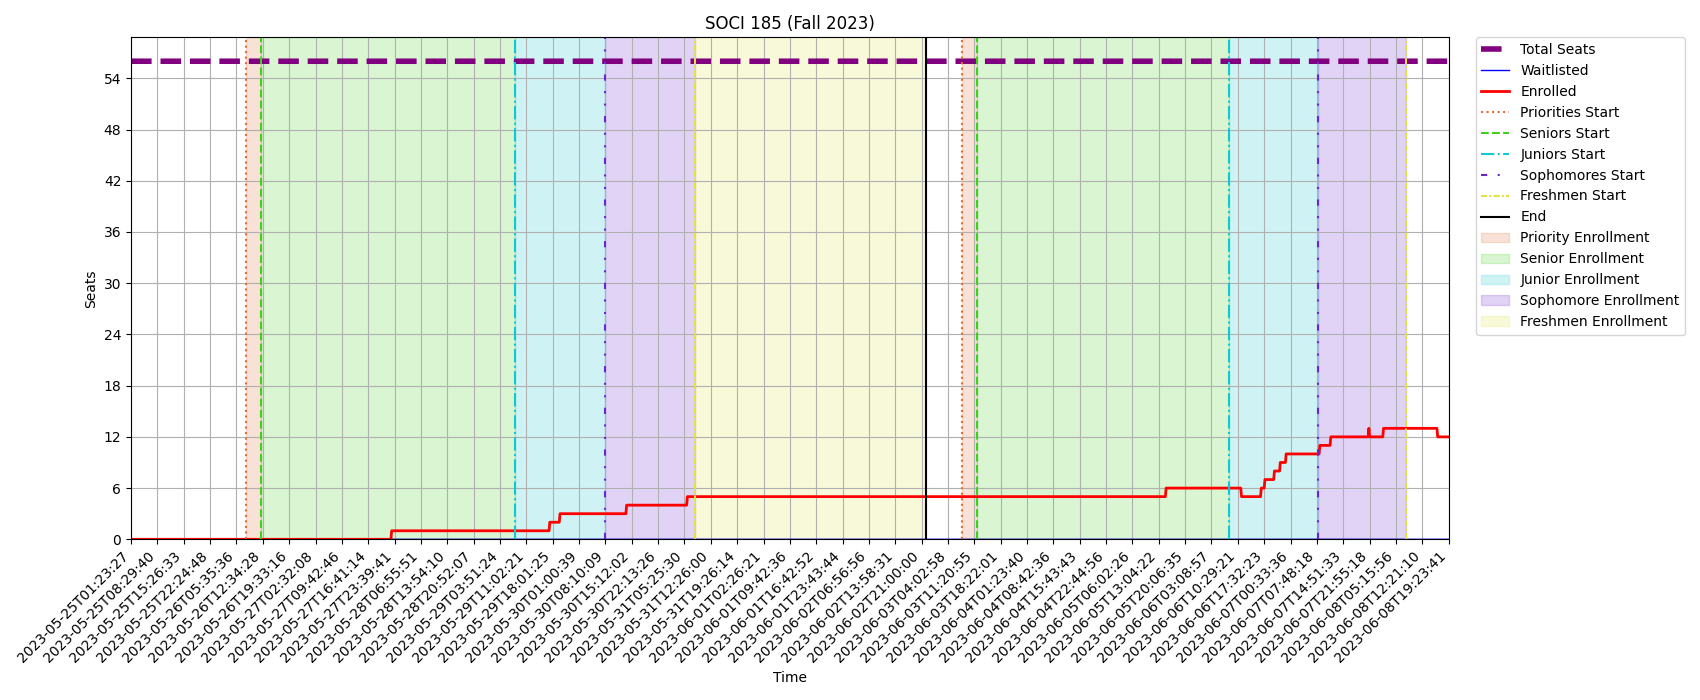 SOCI 185 (Fall 2023)
Seats
54
48
42
36
30
24
18
12
6
0
2023-05-25T01:23:27
2023-05-25T08:29:40
2023-05-25T15:26:33
2023-05-25T22:24:48
2023-05-26T05:35:36
2023-05-26T12:34:28
2023-05-26T19:33:16
2023-05-27T02:32:08
2023-05-27T09:42:46
2023-05-27T16:41:14
2023-05-27T23:39:41
2023-05-28T06:55:51
2023-05-28T13:54:10
2023-05-28T20:52:07
2023-05-29T03:51:24
2023-05-29T11:02:21
2023-05-29T18:01:25
2023-05-30T01:00:39
2023-05-30T08:10:09
2023-05-30T15:12:02
2023-05-30T22:13:26
2023-05-31T05:25:30
2023-05-31T12:26:00
2023-05-31T19:26:14
2023-06-01T02:26:21
2023-06-01T09:42:36
2023-06-01T16:42:52
2023-06-01T23:43:44
2023-06-02T06:56:56
2023-06-02T13:58:31
2023-06-02T21:00:00
2023-06-03T04:02:58
2023-06-03T11:20:55
2023-06-03T18:22:01
2023-06-04T01:23:40
2023-06-04T08:42:36
2023-06-04T15:43:43
2023-06-04T22:44:56
2023-06-05T06:02:26
2023-06-05T13:04:22
2023-06-05T20:06:35
2023-06-06T03:08:57
2023-06-06T10:29:21
2023-06-06T17:32:23
2023-06-07T00:33:36
2023-06-07T07:48:18
2023-06-07T14:51:33
2023-06-07T21:55:18
2023-06-08T05:15:56
2023-06-08T12:21:10
2023-06-08T19:23:41
Time
Total Seats
Waitlisted
Enrolled
Priorities Start
Seniors Start
Juniors Start
Sophomores Start
Freshmen Start
End
Priority Enrollment
Senior Enrollment
Junior Enrollment
Sophomore Enrollment
Freshmen Enrollment